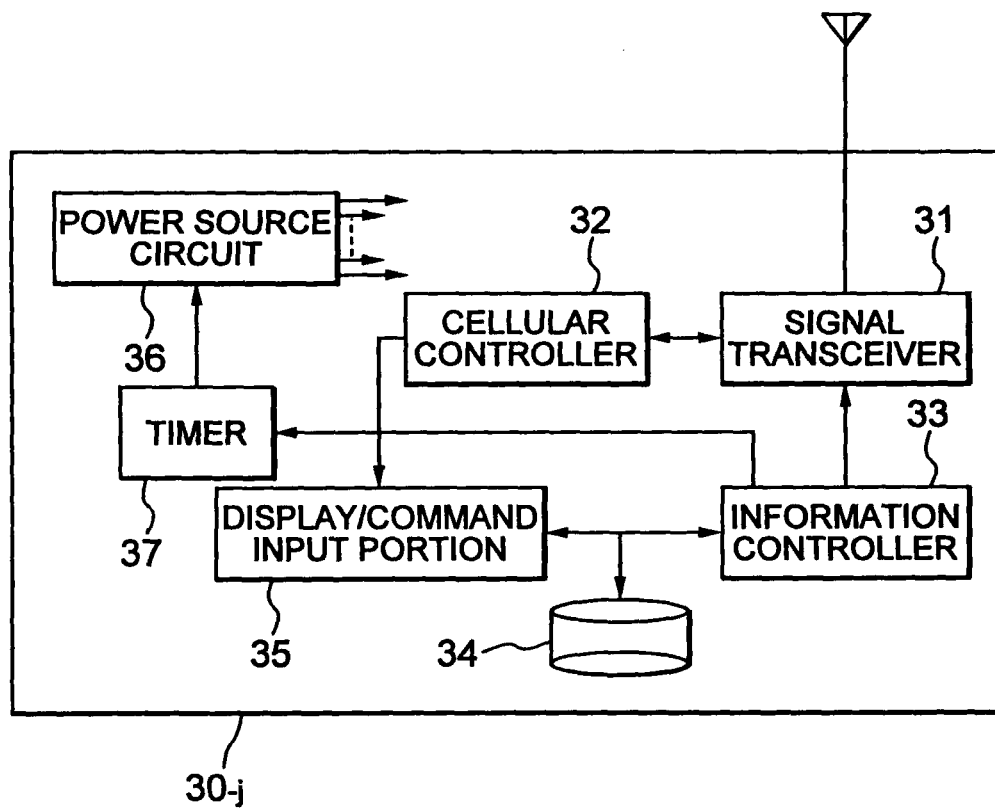 POWER SOURCE
CIRCUIT
36
32
31
CELLULAR
CONTROLLER
SIGNAL
TRANSCEIVER
TIMER
37
33
DISPLAY/COMMAND
INPUT PORTION
35
INFORMATION
CONTROLLER
34
30-j